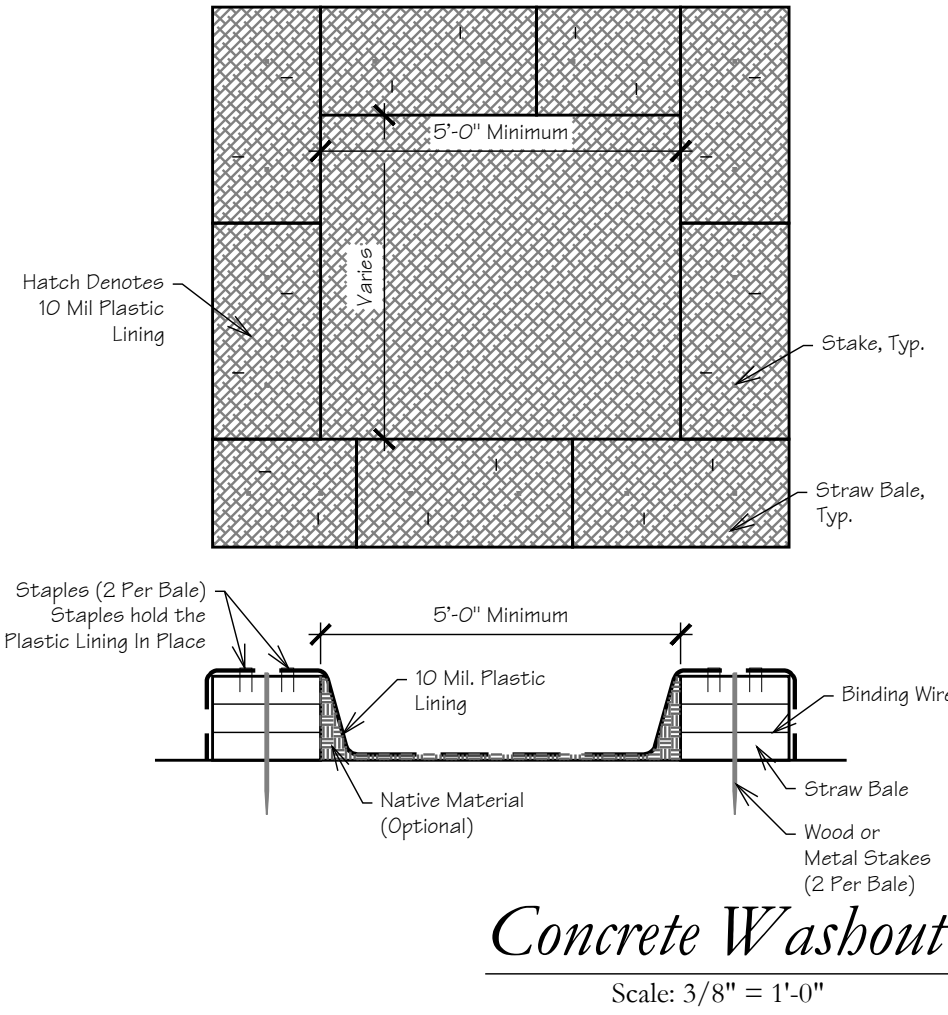 5'-0" Minimum
Varies
Hatch Denotes
10 Mil Plastic
Lining
Stake, Typ.
Straw Bale,
Typ.
Staples (2 Per Bale)
Staples hold the
Plastic Lining In Place
5'-0" Minimum
10 Mil. Plastic
Lining
Binding Wire
Native Material
(Optional)
Straw Bale
Wood or
Metal Stakes
(2 Per Bale)
Concrete Washout
Scale: 3/8" = 1'-0"